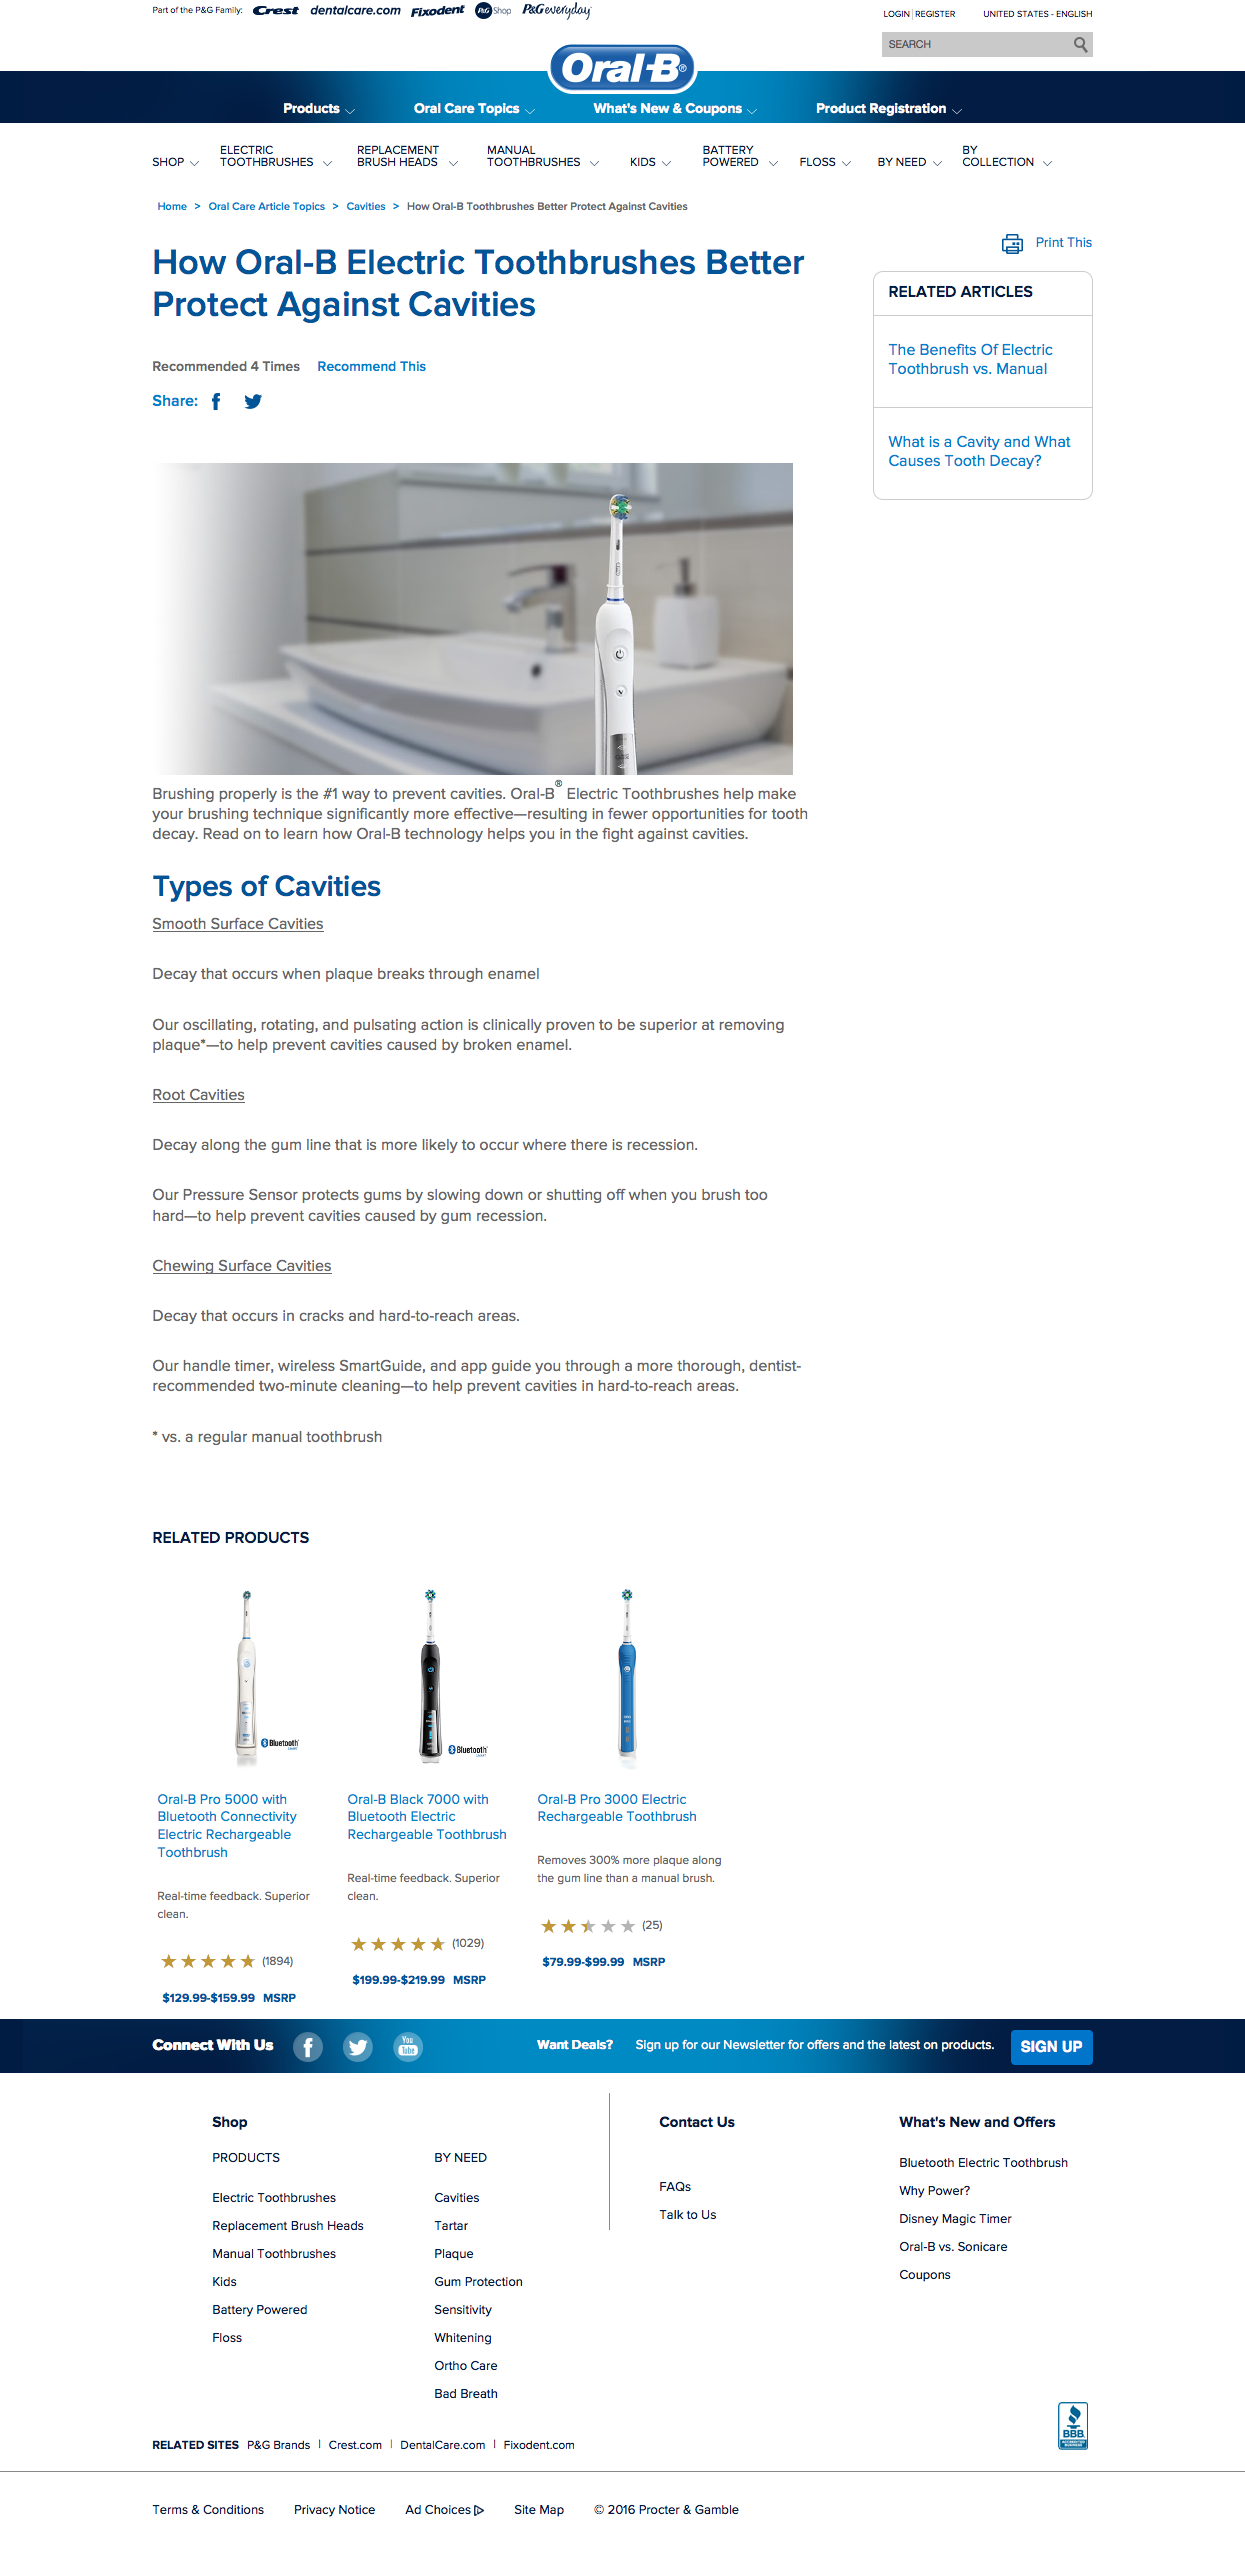 Part of the P&G Family: Crest dentalcare.com Fixodent P&G Shop P&G everyday
LOGIN | REGISTER UNITED STATES - ENGLISH
SEARCH
Oral-B®
Products Oral Care Topics What's New & Coupons Product Registration
SHOP ELECTRIC TOOTHBRUSHES REPLACEMENT BRUSH HEADS MANUAL TOOTHBRUSHES KIDS BATTERY POWERED FLOSS BY NEED BY COLLECTION
Home > Oral Care Article Topics > Cavities > How Oral-B Toothbrushes Better Protect Against Cavities
How Oral-B Electric Toothbrushes Better
Protect Against Cavities
Recommended 4 Times Recommend This
Share:
Print This
RELATED ARTICLES
The Benefits Of Electric
Toothbrush vs. Manual
What is a Cavity and What
Causes Tooth Decay?
Brushing properly is the #1 way to prevent cavities. Oral-B® Electric Toothbrushes help make
your brushing technique significantly more effective—resulting in fewer opportunities for tooth
decay. Read on to learn how Oral-B technology helps you in the fight against cavities.
Types of Cavities
Smooth Surface Cavities
Decay that occurs when plaque breaks through enamel
Our oscillating, rotating, and pulsating action is clinically proven to be superior at removing
plaque*—to help prevent cavities caused by broken enamel.
Root Cavities
Decay along the gum line that is more likely to occur where there is recession.
Our Pressure Sensor protects gums by slowing down or shutting off when you brush too
hard—to help prevent cavities caused by gum recession.
Chewing Surface Cavities
Decay that occurs in cracks and hard-to-reach areas.
Our handle timer, wireless SmartGuide, and app guide you through a more thorough, dentist-
recommended two-minute cleaning—to help prevent cavities in hard-to-reach areas.
* vs. a regular manual toothbrush
RELATED PRODUCTS
Bluetooth
Oral-B Pro 5000 with
Bluetooth Connectivity
Electric Rechargeable
Toothbrush
Real-time feedback. Superior
clean.
(1894)
$129.99-$159.99 MSRP
Bluetooth
Oral-B Black 7000 with
Bluetooth Electric
Rechargeable Toothbrush
Real-time feedback. Superior
clean.
(1029)
$199.99-$219.99 MSRP
Oral-B Pro 3000 Electric
Rechargeable Toothbrush
Removes 300% more plaque along
the gum line than a manual brush.
(25)
$79.99-$99.99 MSRP
Connect With Us You Tube Want Deals? Sign up for our Newsletter for offers and the latest on products. SIGN UP
Shop
PRODUCTS
Electric Toothbrushes
Replacement Brush Heads
Manual Toothbrushes
Kids
Battery Powered
Floss
BY NEED
Cavities
Tartar
Plaque
Gum Protection
Sensitivity
Whitening
Ortho Care
Bad Breath
Contact Us
FAQs
Talk to Us
What's New and Offers
Bluetooth Electric Toothbrush
Why Power?
Disney Magic Timer
Oral-B vs. Sonicare
Coupons
BBB
ACCREDITED
BUSINESS
RELATED SITES P&G Brands | Crest.com | DentalCare.com | Fixodent.com
Terms & Conditions Privacy Notice Ad Choices Site Map © 2016 Procter & Gamble